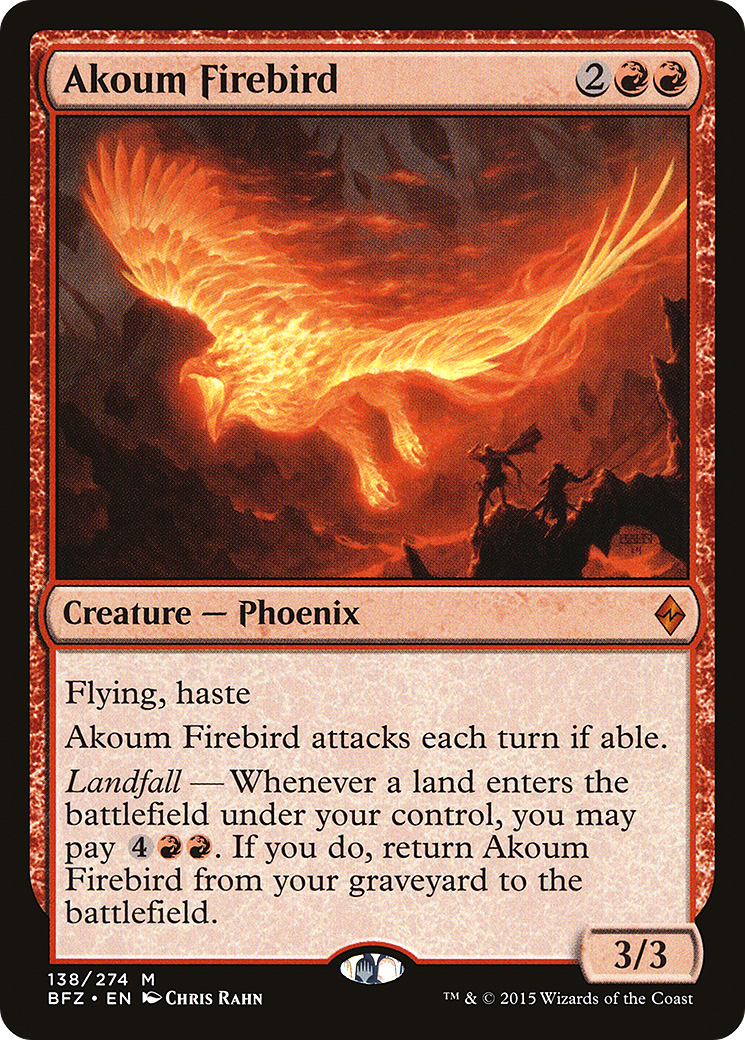 Akoum Firebird 2
Creature — Phoenix
Flying, haste
Akoum Firebird attacks each turn if able.
Landfall — Whenever a land enters the
battlefield under your control, you may
pay 4. If you do, return Akoum
Firebird from your graveyard to the
battlefield.
3/3
138/274 M
BFZ • EN Chris Rahn
™ & © 2015 Wizards of the Coast